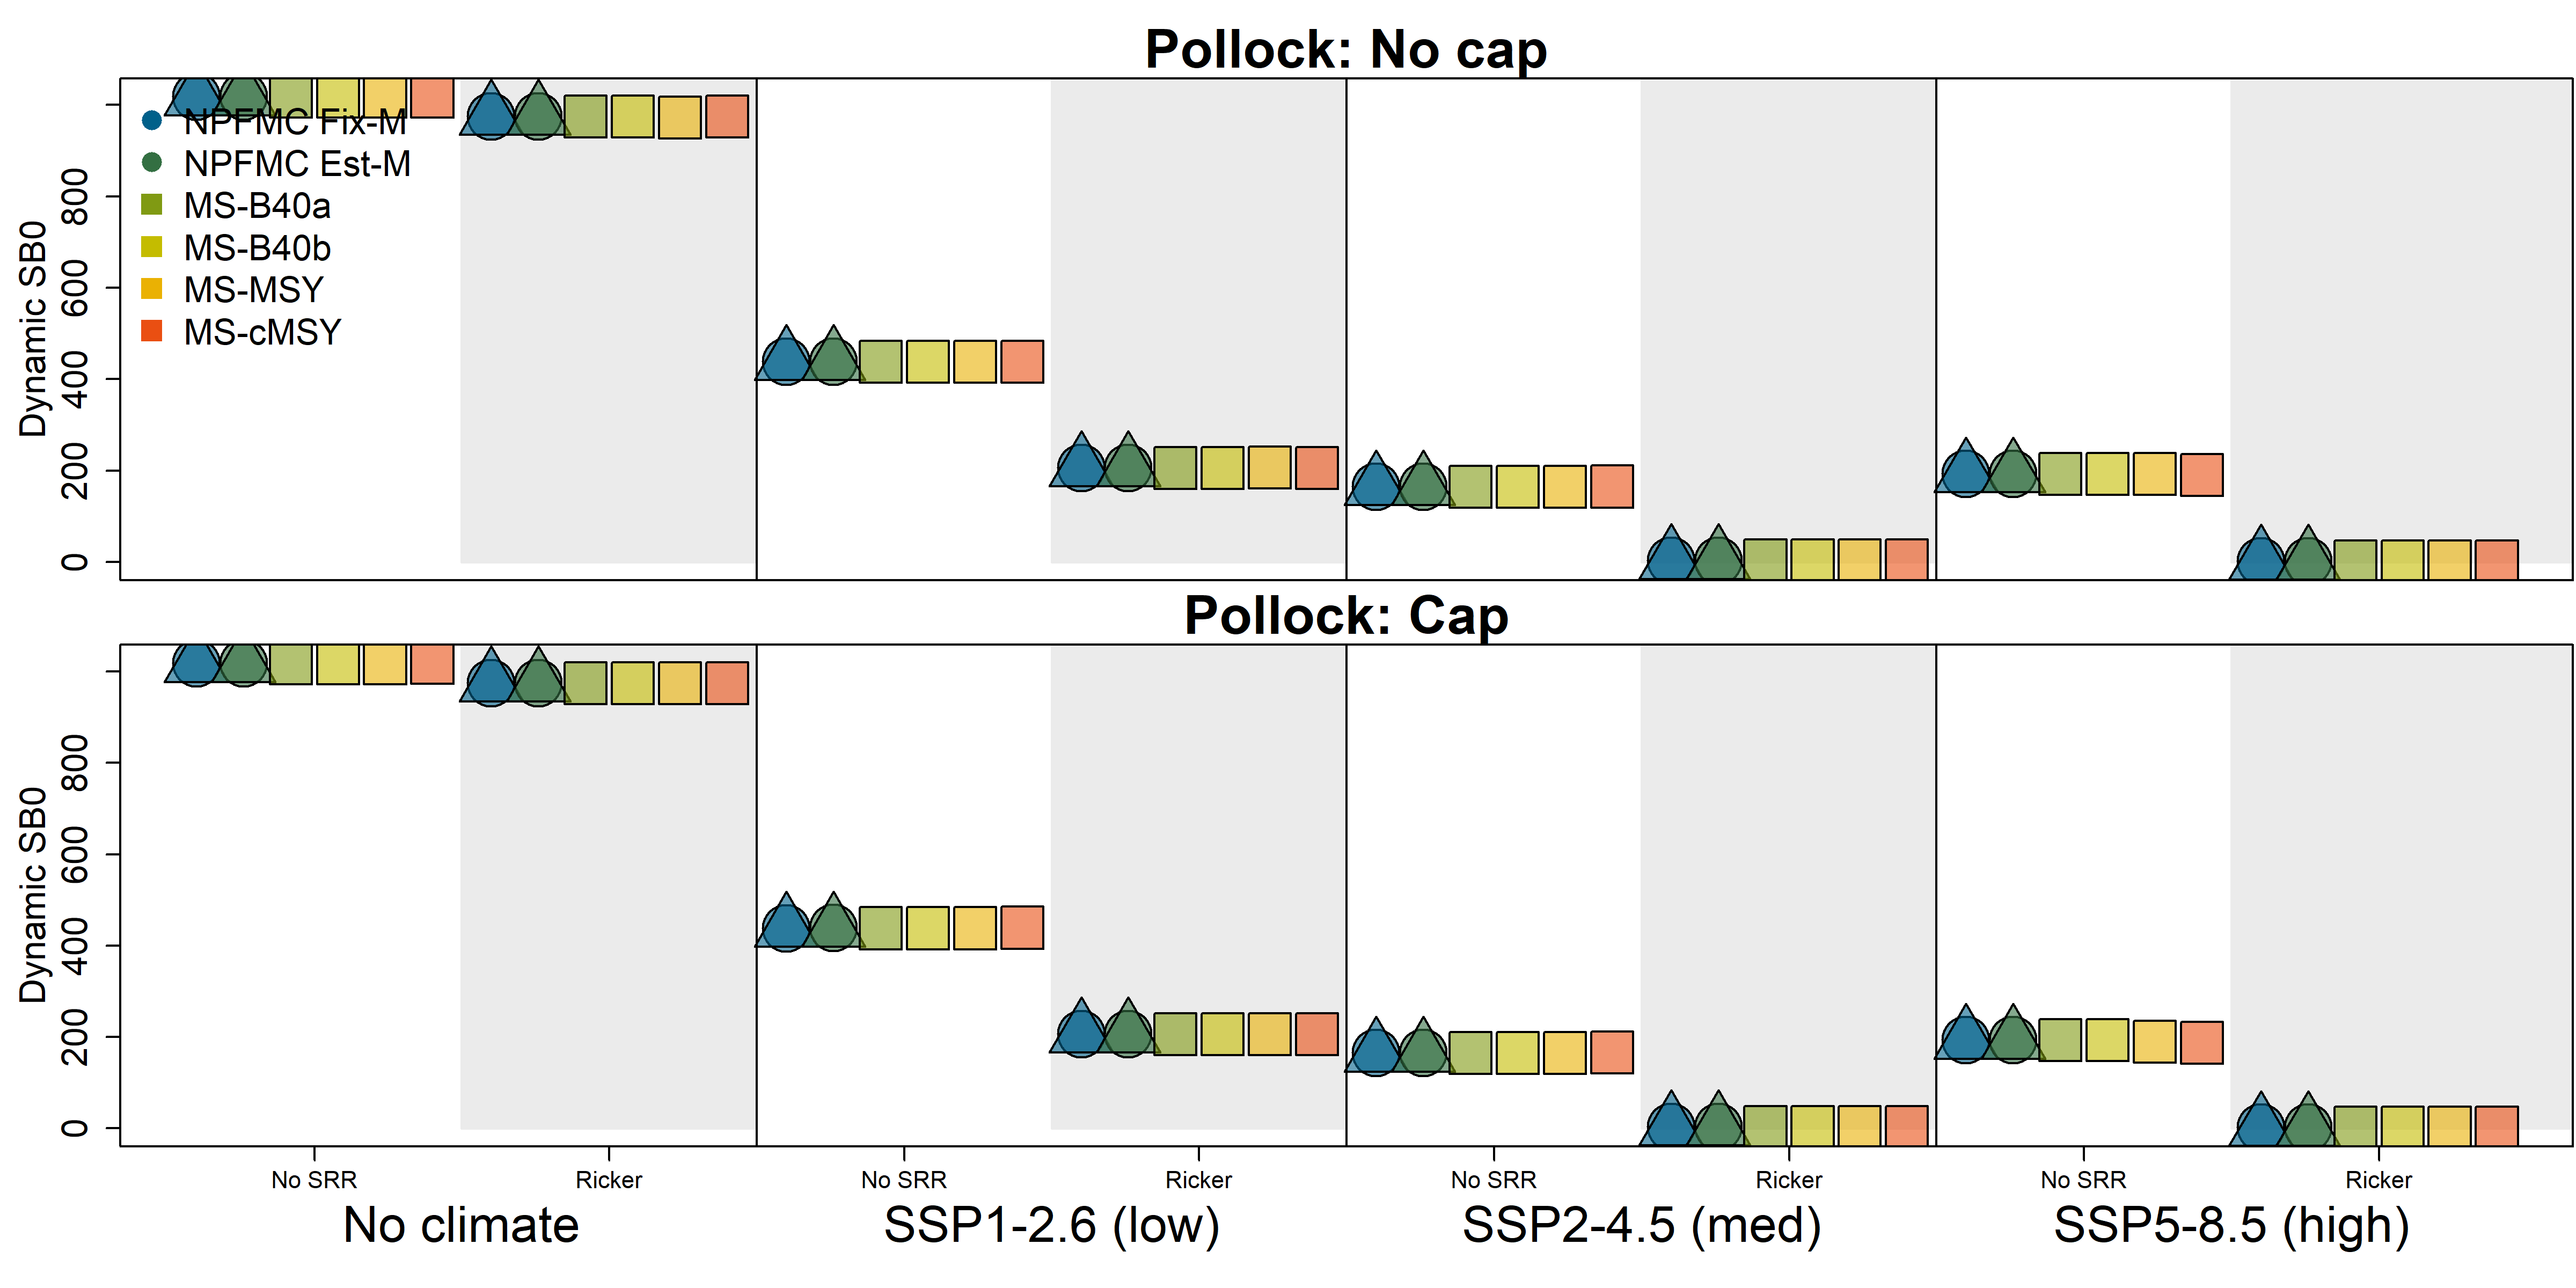 Pollock: No cap
Dynamic SB0
800
600
400
200
0
NPFMC Fix-M
NPFMC Est-M
MS-B40a
MS-B40b
MS-MSY
MS-cMSY
Pollock: Cap
Dynamic SB0
800
600
400
200
0
No SRR Ricker No SRR Ricker No SRR Ricker No SRR Ricker
No climate SSP1-2.6 (low) SSP2-4.5 (med) SSP5-8.5 (high)